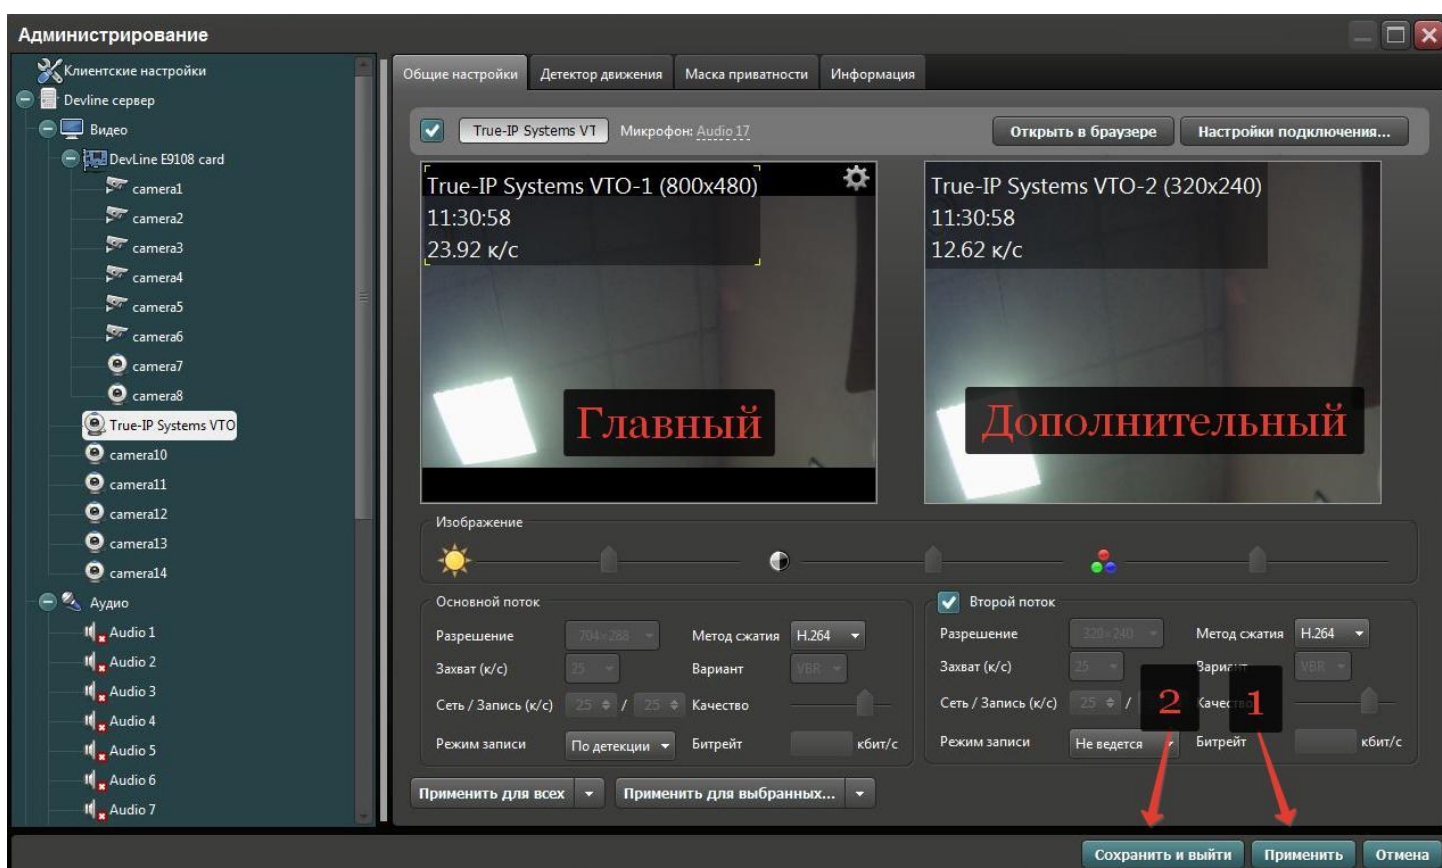 Администрирование
Клиентские настройки
Devline сервер
Видео
DevLine E9108 card
camera1
camera2
camera3
camera4
camera5
camera6
camera7
camera8
True-IP Systems VTO
camera10
camera11
camera12
camera13
camera14
Аудио
Audio 1
Audio 2
Audio 3
Audio 4
Audio 5
Audio 6
Audio 7
Общие настройки Детектор движения Маска приватности Информация
True-IP Systems VT Микрофон: Audio 17 Открыть в браузере Настройки подключения...
True-IP Systems VTO-1 (800x480)
11:30:58
23.92 к/с
Главный
True-IP Systems VTO-2 (320x240)
11:30:58
12.62 к/с
Дополнительный
Изображение
Основной поток
Разрешение 704×288 Метод сжатия H.264
Захват (к/с) 25 Вариант VBR
Сеть / Запись (к/с) 25 / 25 Качество
Режим записи По детекции Битрейт кбит/с
Второй поток
Разрешение 320×240 Метод сжатия H.264
Захват (к/с) 25 Вариант VBR
Сеть / Запись (к/с) 25 / Качество
Режим записи Не ведется Битрейт кбит/с
2 1
Применить для всех Применить для выбранных...
Сохранить и выйти Применить Отмена